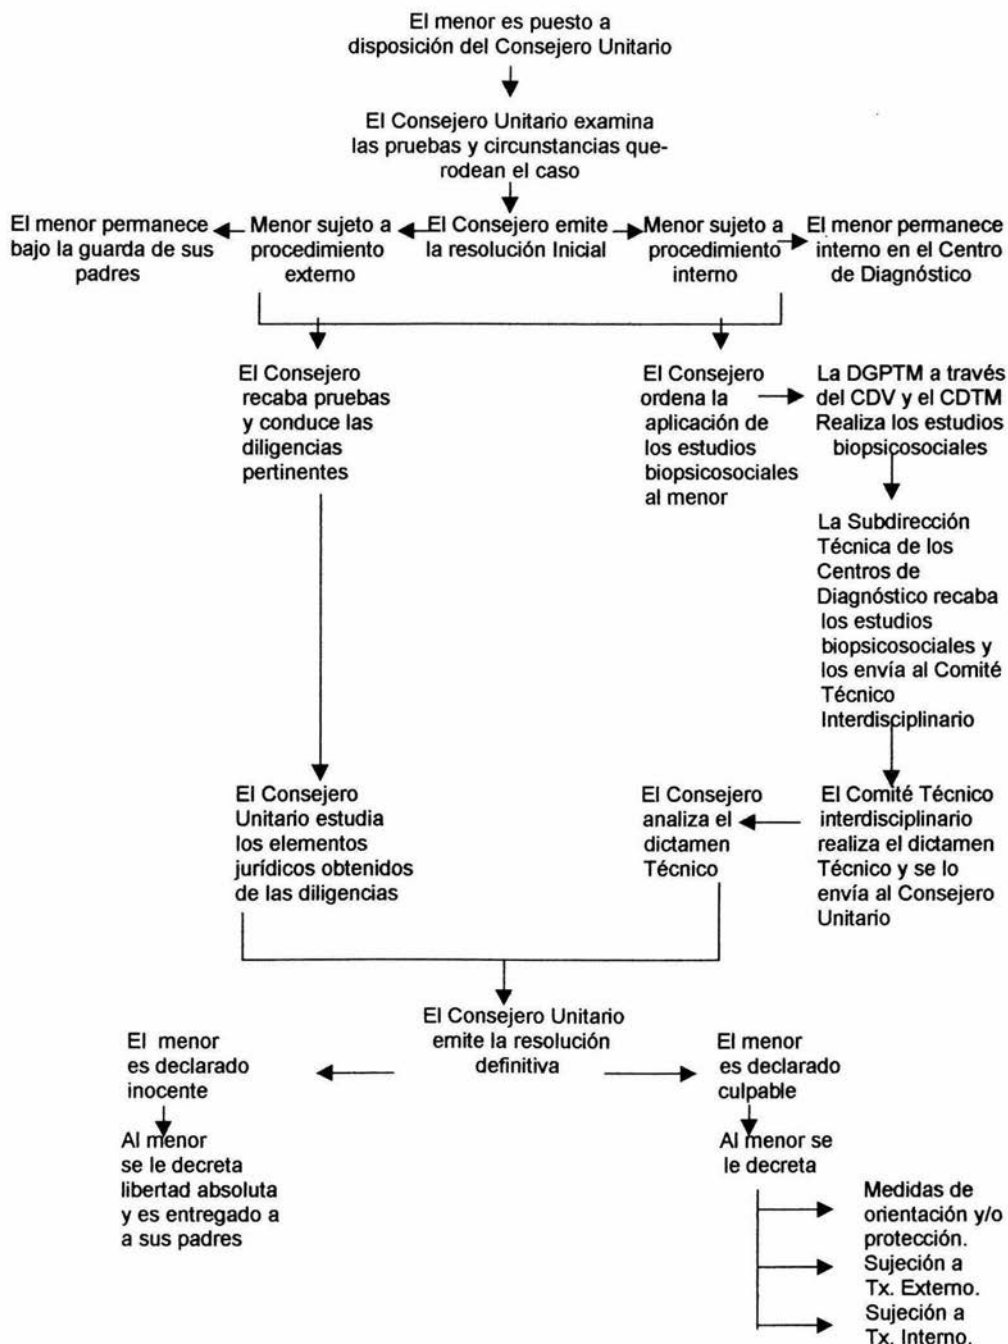 El menor es puesto a
disposición del Consejero Unitario
El Consejero Unitario examina
las pruebas y circunstancias que-
rodean el caso
El menor permanece
bajo la guarda de sus
padres
Menor sujeto a
procedimiento
externo
El Consejero emite
la resolución Inicial
Menor sujeto a
procedimiento
interno
El menor permanece
interno en el Centro
de Diagnóstico
El Consejero
recaba pruebas
y conduce las
diligencias
pertinentes
El Consejero
ordena la
aplicación de
los estudios
biopsicosociales
al menor
La DGPTM a través
del CDV y el CDTM
Realiza los estudios
biopsicosociales
La Subdirección
Técnica de los
Centros de
Diagnóstico recaba
los estudios
biopsicosociales y
los envía al Comité
Técnico
Interdisciplinario
El Consejero
Unitario estudia
los elementos
jurídicos obtenidos
de las diligencias
El Consejero
analiza el
dictamen
Técnico
El Comité Técnico
interdisciplinario
realiza el dictamen
Técnico y se lo
envía al Consejero
Unitario
El Consejero Unitario
emite la resolución
definitiva
El menor
es declarado
inocente
El menor
es declarado
culpable
Al menor
se le decreta
libertad absoluta
y es entregado a
a sus padres
Al menor se
le decreta
Medidas de
orientación y/o
protección.
Sujeción a
Tx. Externo.
Sujeción a
Tx. Interno.